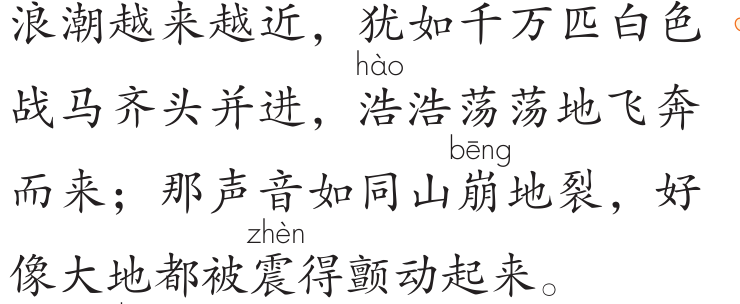 浪潮越来越近，犹如千万匹白色
hào
战马齐头并进，浩浩荡荡地飞奔
bēng
而来；那声音如同山崩地裂，好
zhèn
像大地都被震得颤动起来。